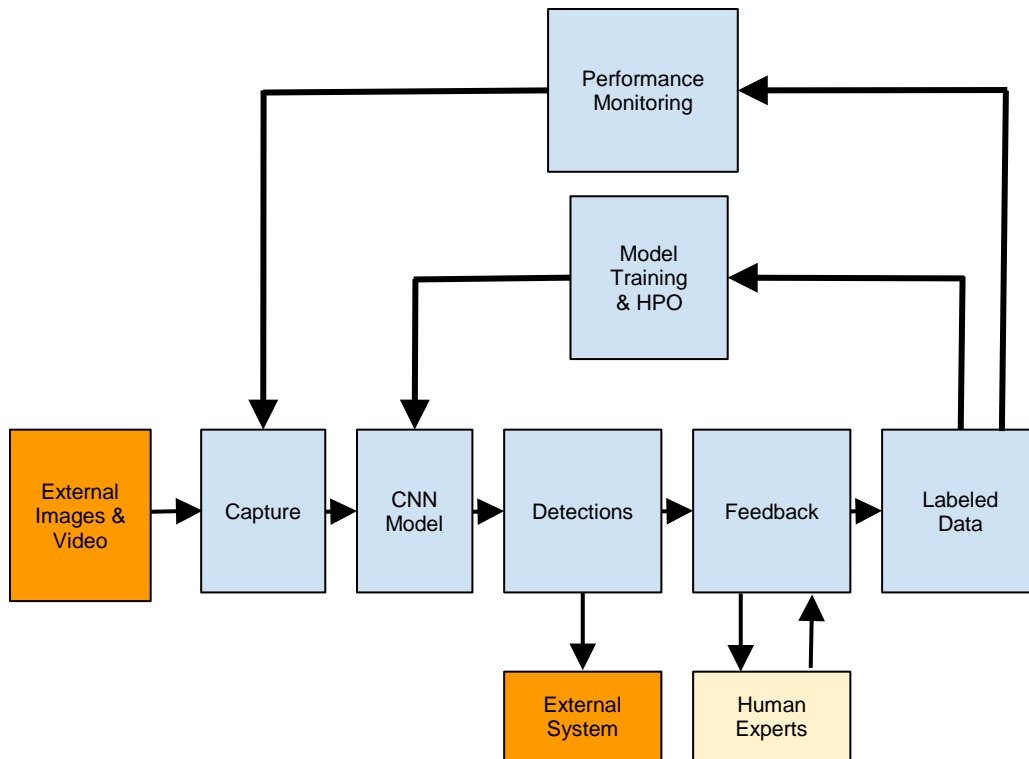 Performance
Monitoring
Model
Training
& HPO
External
Images &
Video
Capture
CNN
Model
Detections
Feedback
Labeled
Data
External
System
Human
Experts